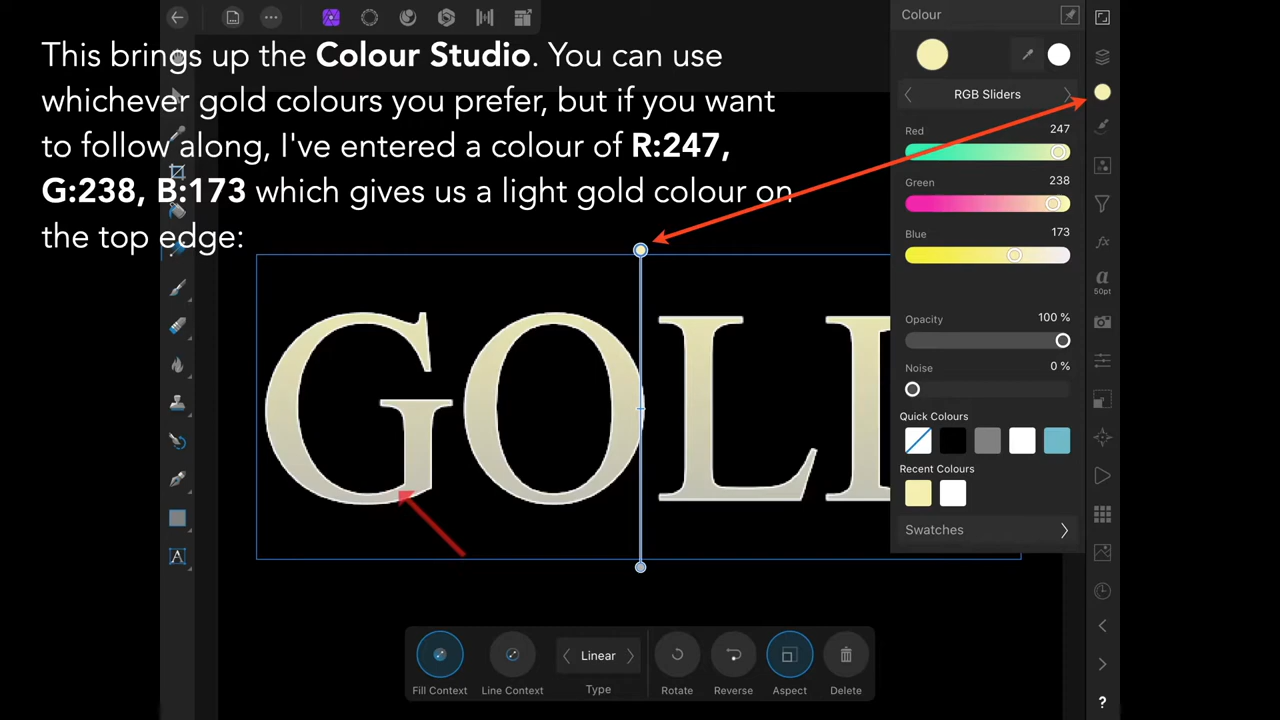 This brings up the Colour Studio. You can use
whichever gold colours you prefer, but if you want
to follow along, I've entered a colour of R:247,
G:238, B:173 which gives us a light gold colour on
the top edge:
GOL
Colour
RGB Sliders
Red 247
Green 238
Blue 173
Opacity 100 %
Noise 0 %
Quick Colours
Recent Colours
Swatches
fx
a
50pt
A
Linear
Fill Context Line Context Type Rotate Reverse Aspect Delete
?